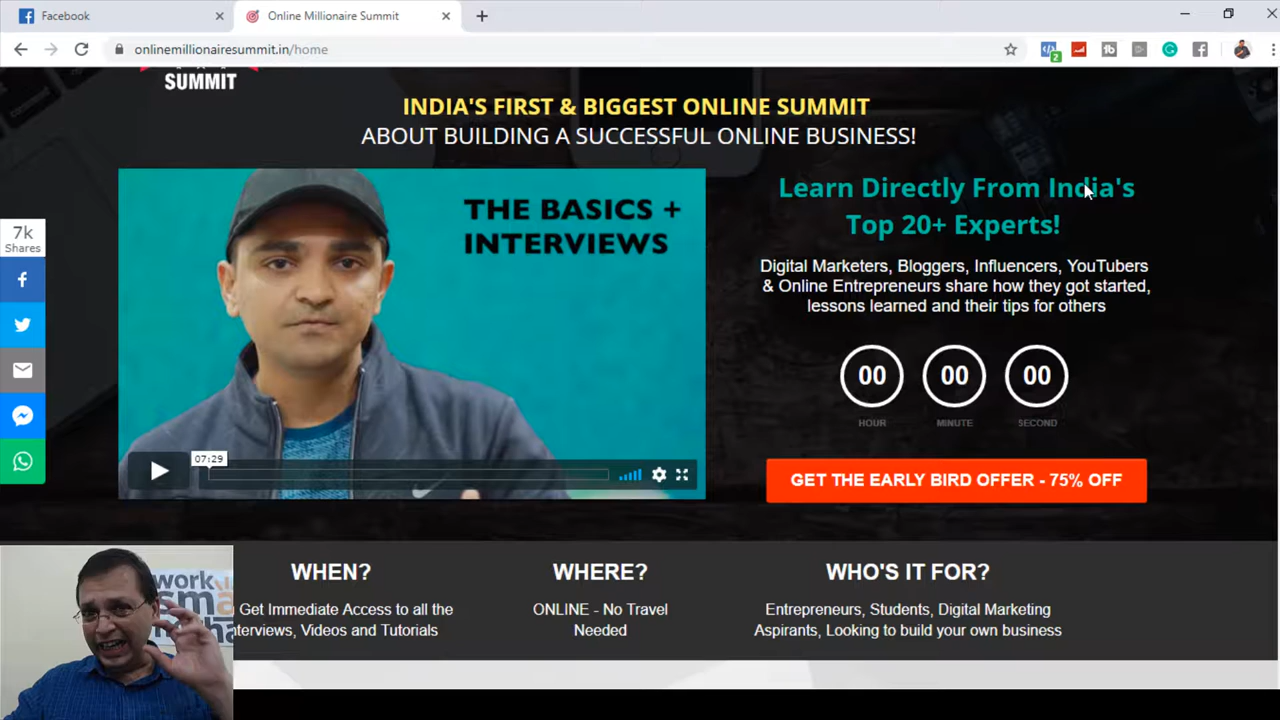 Facebook
Online Millionaire Summit
onlinemillionairesummit.in/home
2
SUMMIT
INDIA'S FIRST & BIGGEST ONLINE SUMMIT
ABOUT BUILDING A SUCCESSFUL ONLINE BUSINESS!
7k
Shares
THE BASICS +
INTERVIEWS
07:29
Learn Directly From India's
Top 20+ Experts!
Digital Marketers, Bloggers, Influencers, YouTubers
& Online Entrepreneurs share how they got started,
lessons learned and their tips for others
00 00 00
HOUR MINUTE SECOND
GET THE EARLY BIRD OFFER - 75% OFF
WHEN?
Get Immediate Access to all the
terviews, Videos and Tutorials
WHERE?
ONLINE - No Travel
Needed
WHO'S IT FOR?
Entrepreneurs, Students, Digital Marketing
Aspirants, Looking to build your own business
work